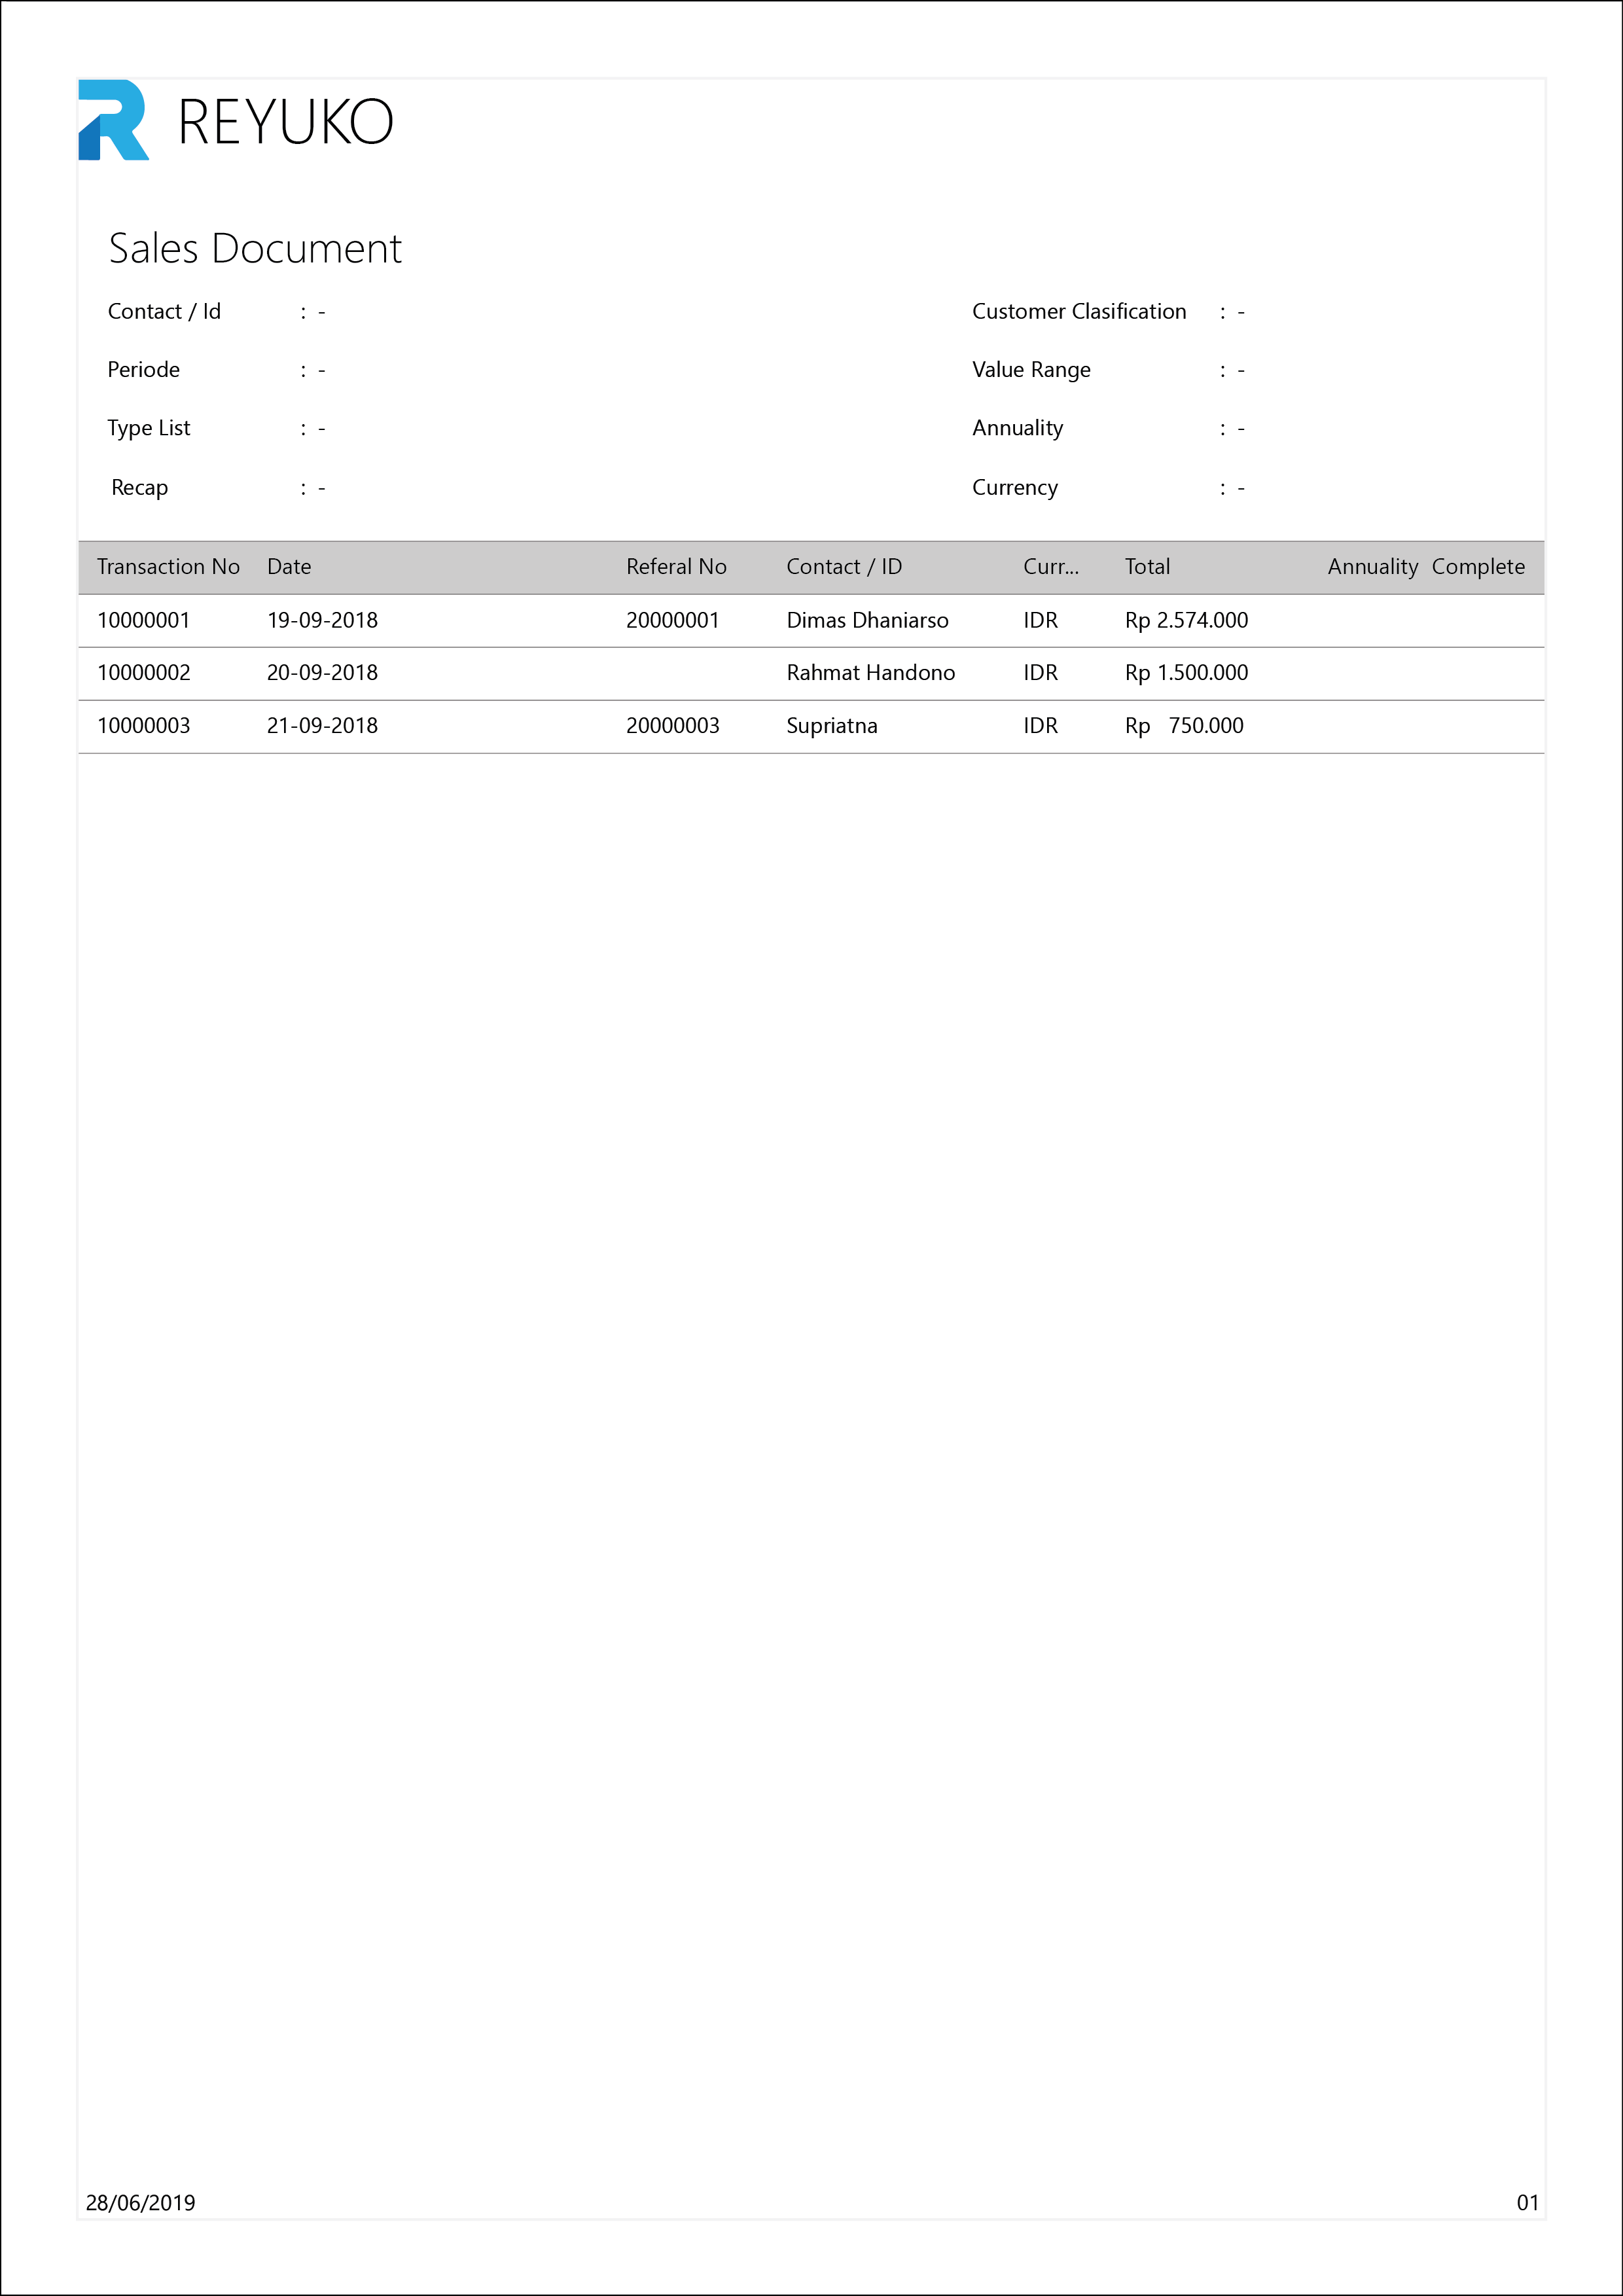 REYUKO
Sales Document
Contact / Id : - Customer Clasification : -
Periode : - Value Range : -
Type List : - Annuality : -
Recap : - Currency : -
Transaction No Date Referal No Contact / ID Curr... Total Annuality Complete
10000001 19-09-2018 20000001 Dimas Dhaniarso IDR Rp 2.574.000
10000002 20-09-2018 Rahmat Handono IDR Rp 1.500.000
10000003 21-09-2018 20000003 Supriatna IDR Rp 750.000
28/06/2019 01